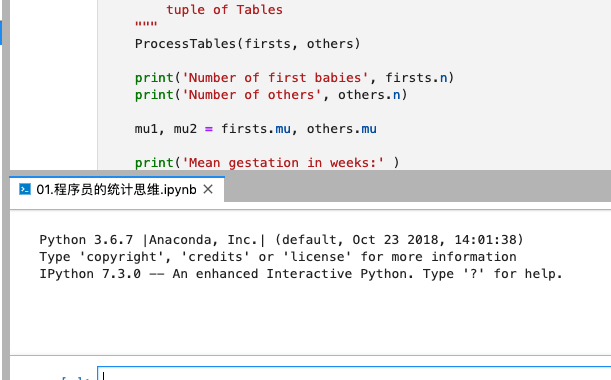 tuple of Tables
"""
ProcessTables(firsts, others)
print('Number of first babies', firsts.n)
print('Number of others', others.n)
mu1, mu2 = firsts.mu, others.mu
print('Mean gestation in weeks:' )
01.程序员的统计思维.ipynb ×
Python 3.6.7 |Anaconda, Inc.| (default, Oct 23 2018, 14:01:38)
Type 'copyright', 'credits' or 'license' for more information
IPython 7.3.0 -- An enhanced Interactive Python. Type '?' for help.